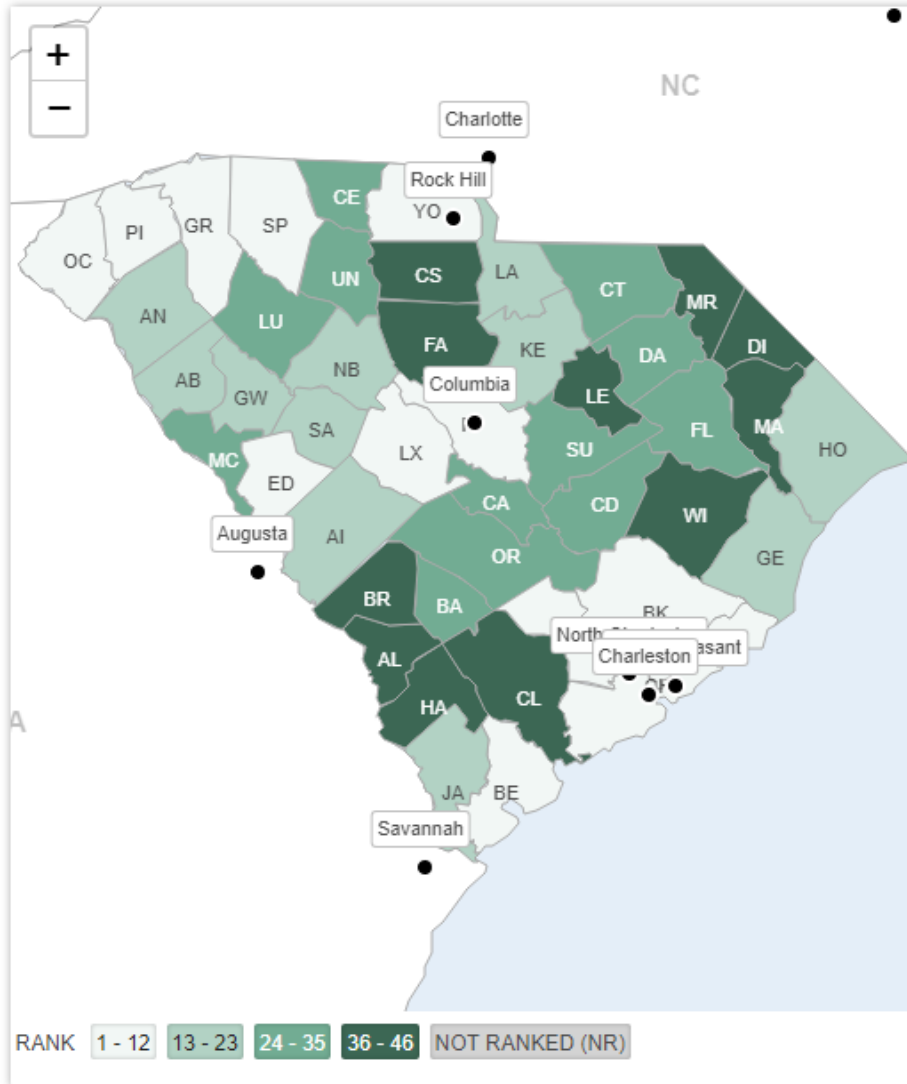 +
−
NC
Charlotte
Rock Hill
CE
YO
SP
GR
PI
OC
UN
CS
LA
CT
MR
AN
LU
FA
KE
DA
DI
AB
GW
NB
Columbia
LE
MA
FL
HO
SA
LX
SU
MC
ED
CA
CD
WI
Augusta
AI
OR
GE
BR
BA
BK
North
asant
Charleston
AL
HA
CL
A
JA
BE
Savannah
RANK 1 - 12 13 - 23 24 - 35 36 - 46 NOT RANKED (NR)